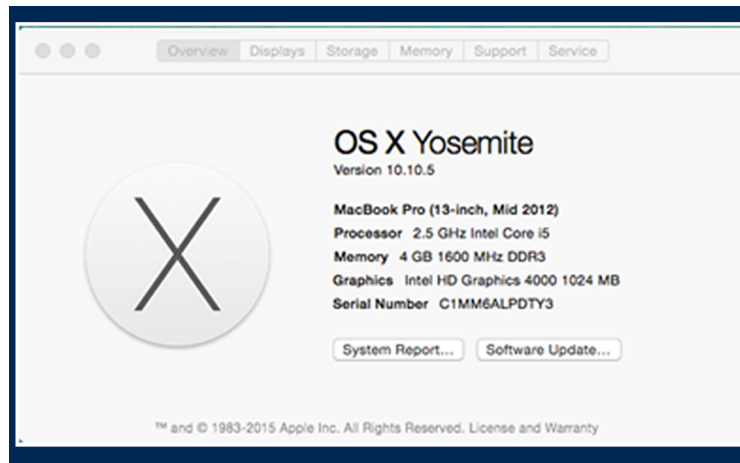 Overview Displays Storage Memory Support Service
OS X Yosemite
Version 10.10.5
MacBook Pro (13-inch, Mid 2012)
Processor 2.5 GHz Intel Core i5
Memory 4 GB 1600 MHz DDR3
Graphics Intel HD Graphics 4000 1024 MB
Serial Number C1MM6ALPDTY3
System Report... Software Update...
™ and © 1983-2015 Apple Inc. All Rights Reserved. License and Warranty